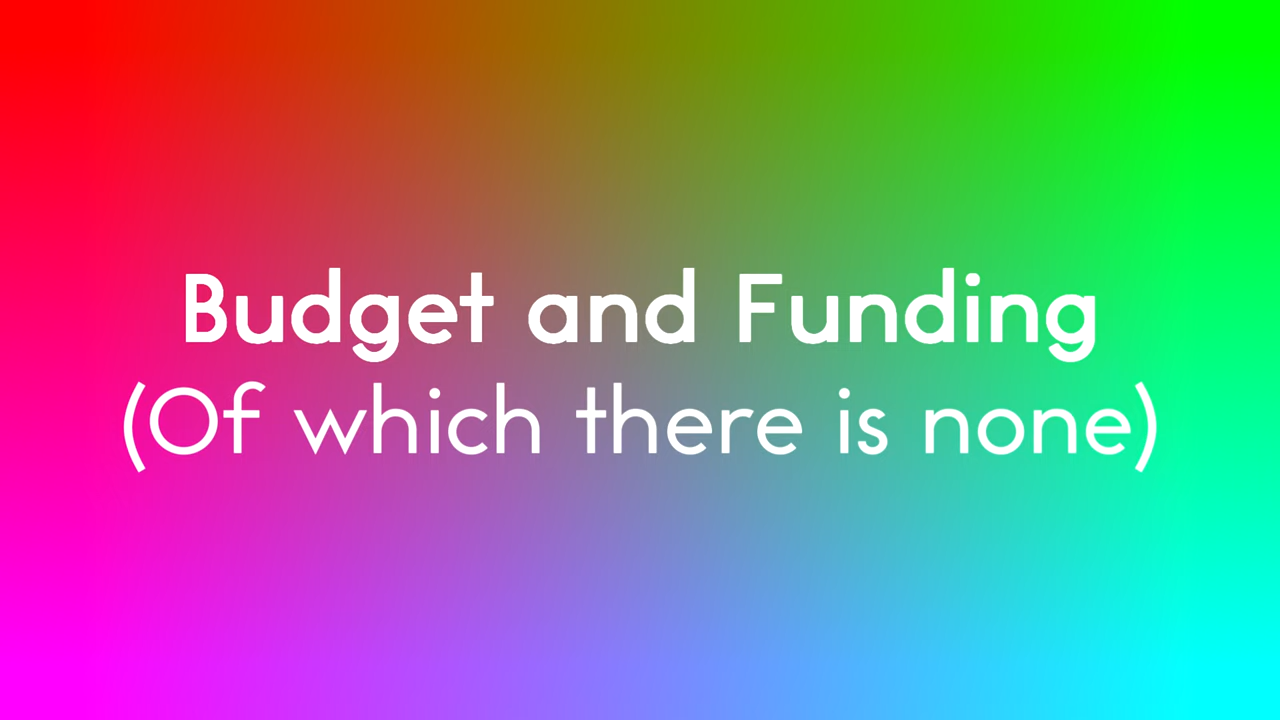 Budget and Funding
(Of which there is none)